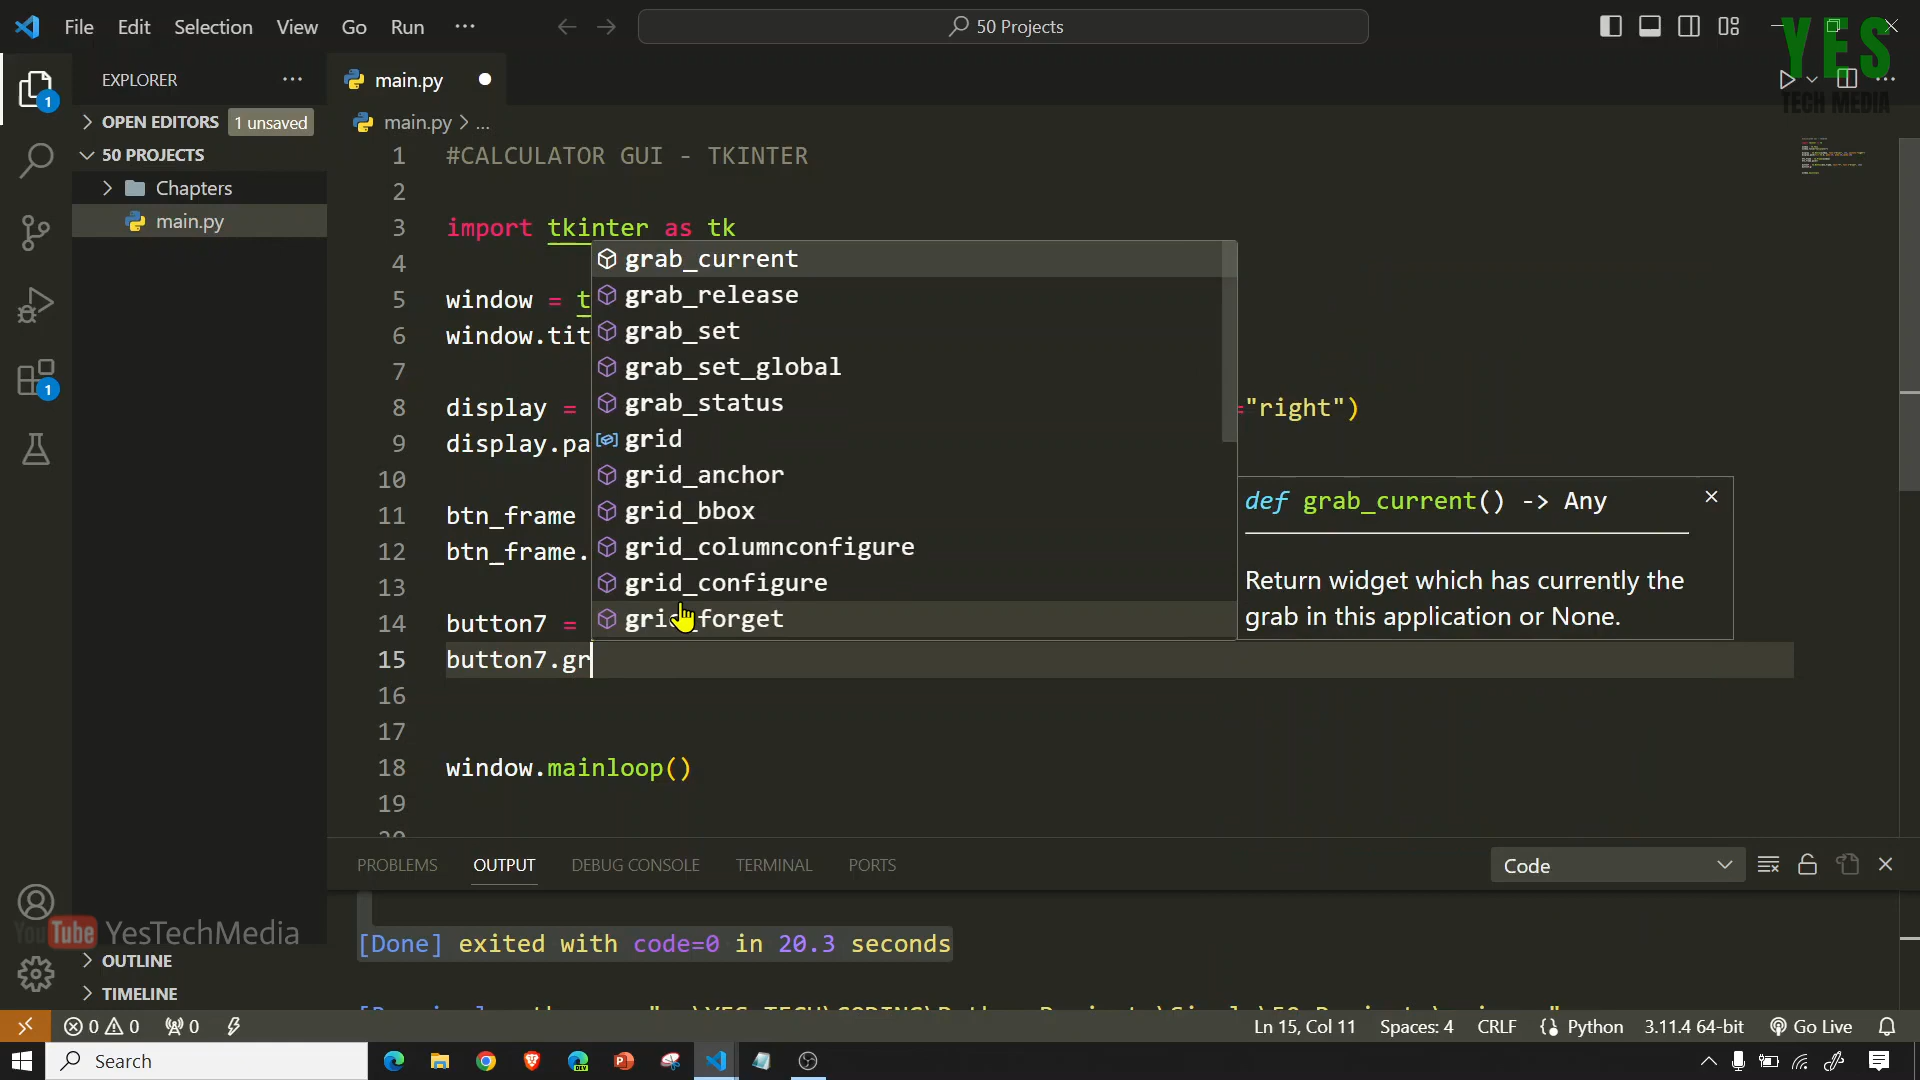 File Edit Selection View Go Run ...
50 Projects
YES
TECH MEDIA
EXPLORER
OPEN EDITORS 1 unsaved
50 PROJECTS
Chapters
main.py
main.py
main.py > ...
1 #CALCULATOR GUI - TKINTER
2
3 import tkinter as tk
4
5 window = t
6 window.tit
7
8 display = ="right")
9 display.pa
10
11 btn_frame
12 btn_frame.
13
14 button7 =
15 button7.gr
16
17
18 window.mainloop()
19
grab_current
grab_release
grab_set
grab_set_global
grab_status
grid
grid_anchor
grid_bbox
grid_columnconfigure
grid_configure
grid_forget
def grab_current() -> Any
Return widget which has currently the
grab in this application or None.
PROBLEMS OUTPUT DEBUG CONSOLE TERMINAL PORTS
Code
[Done] exited with code=0 in 20.3 seconds
YouTube YesTechMedia
OUTLINE
TIMELINE
0 0 0
Ln 15, Col 11 Spaces: 4 CRLF Python 3.11.4 64-bit Go Live
Search